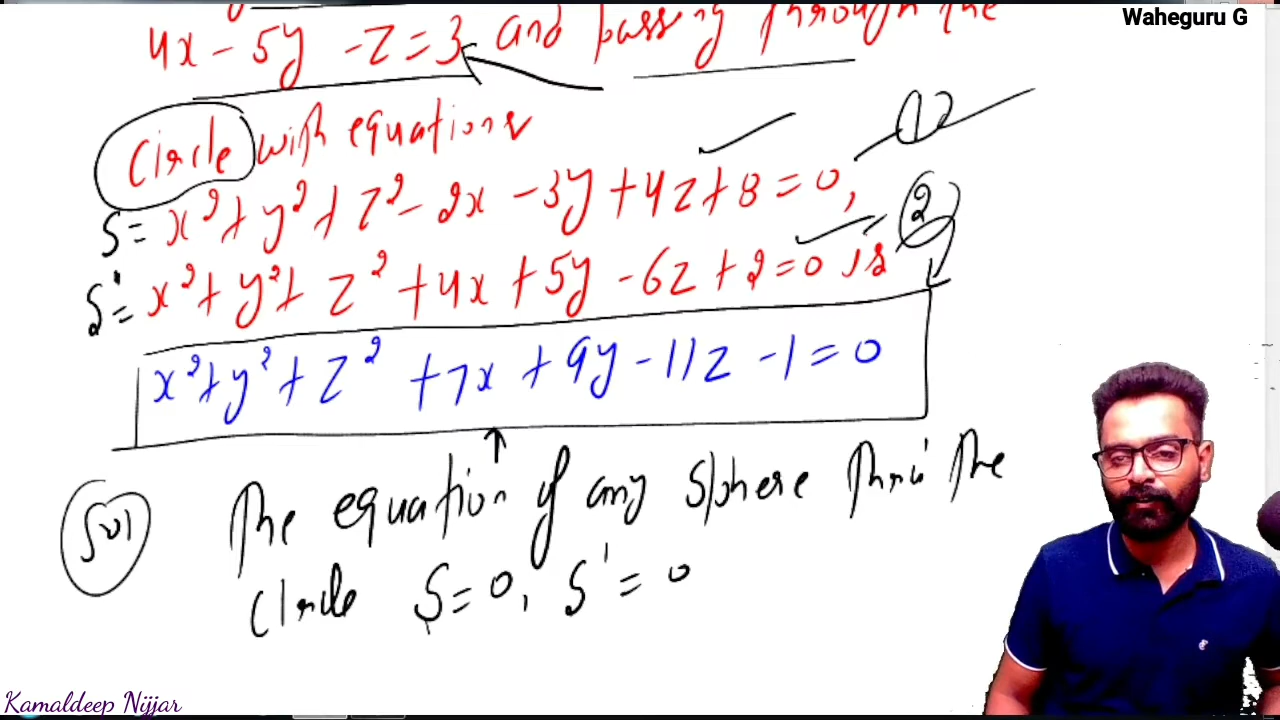 Waheguru G
4x - 5y - z = 3 and passing through the
Circle with equations
S = x² + y² + z² - 2x - 3y + 4z + 8 = 0, ①
S' = x² + y² + z² + 4x + 5y - 6z + 2 = 0 is ②
x² + y² + z² + 7x + 9y - 11z - 1 = 0
Sol The equation of any sphere thru' the
Circle S = 0, S' = 0
Kamaldeep Nijjar